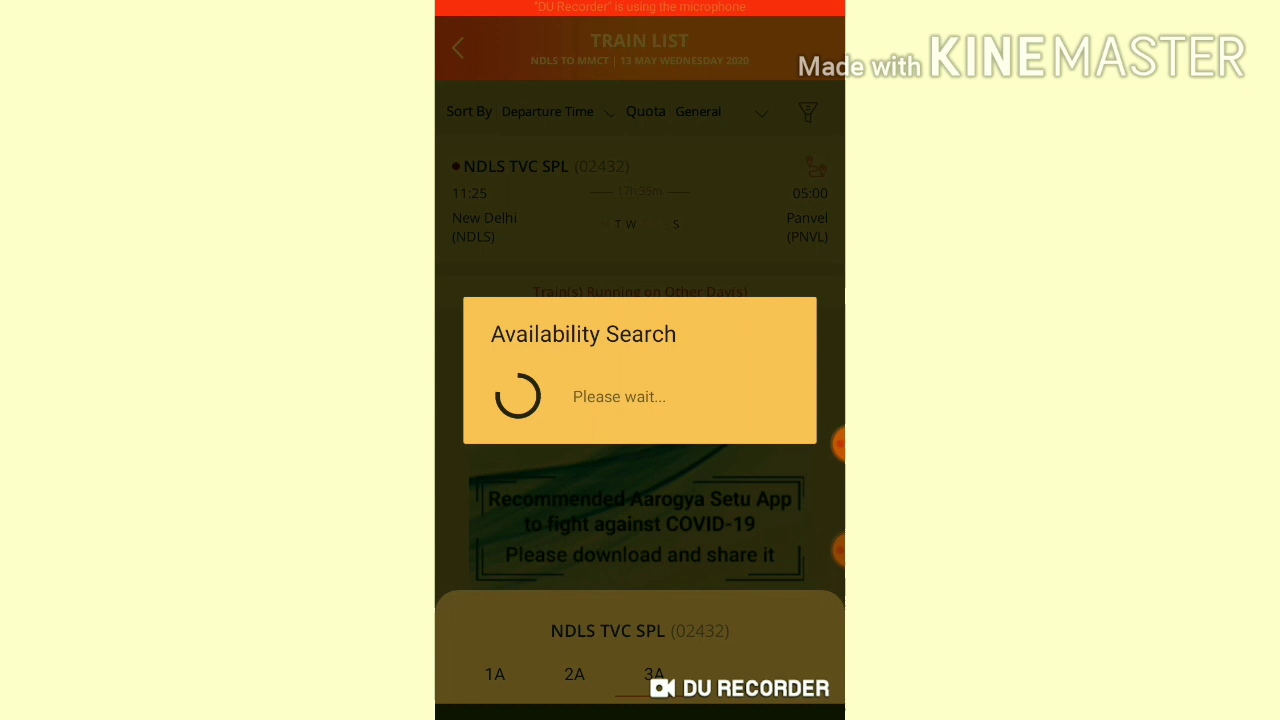 "DU Recorder" is using the microphone
TRAIN LIST
NDLS TO MMCT | 13 MAY WEDNESDAY 2020
Made with KINEMASTER
Sort By Departure Time Quota General
NDLS TVC SPL (02432)
11:25 17h:35m 05:00
New Delhi Panvel
T W S
(NDLS) (PNVL)
Train(s) Running on Other Day(s)
Availability Search
Please wait...
Recommended Aarogya Setu App
to fight against COVID-19
Please download and share it
NDLS TVC SPL (02432)
1A 2A 3A
DU RECORDER